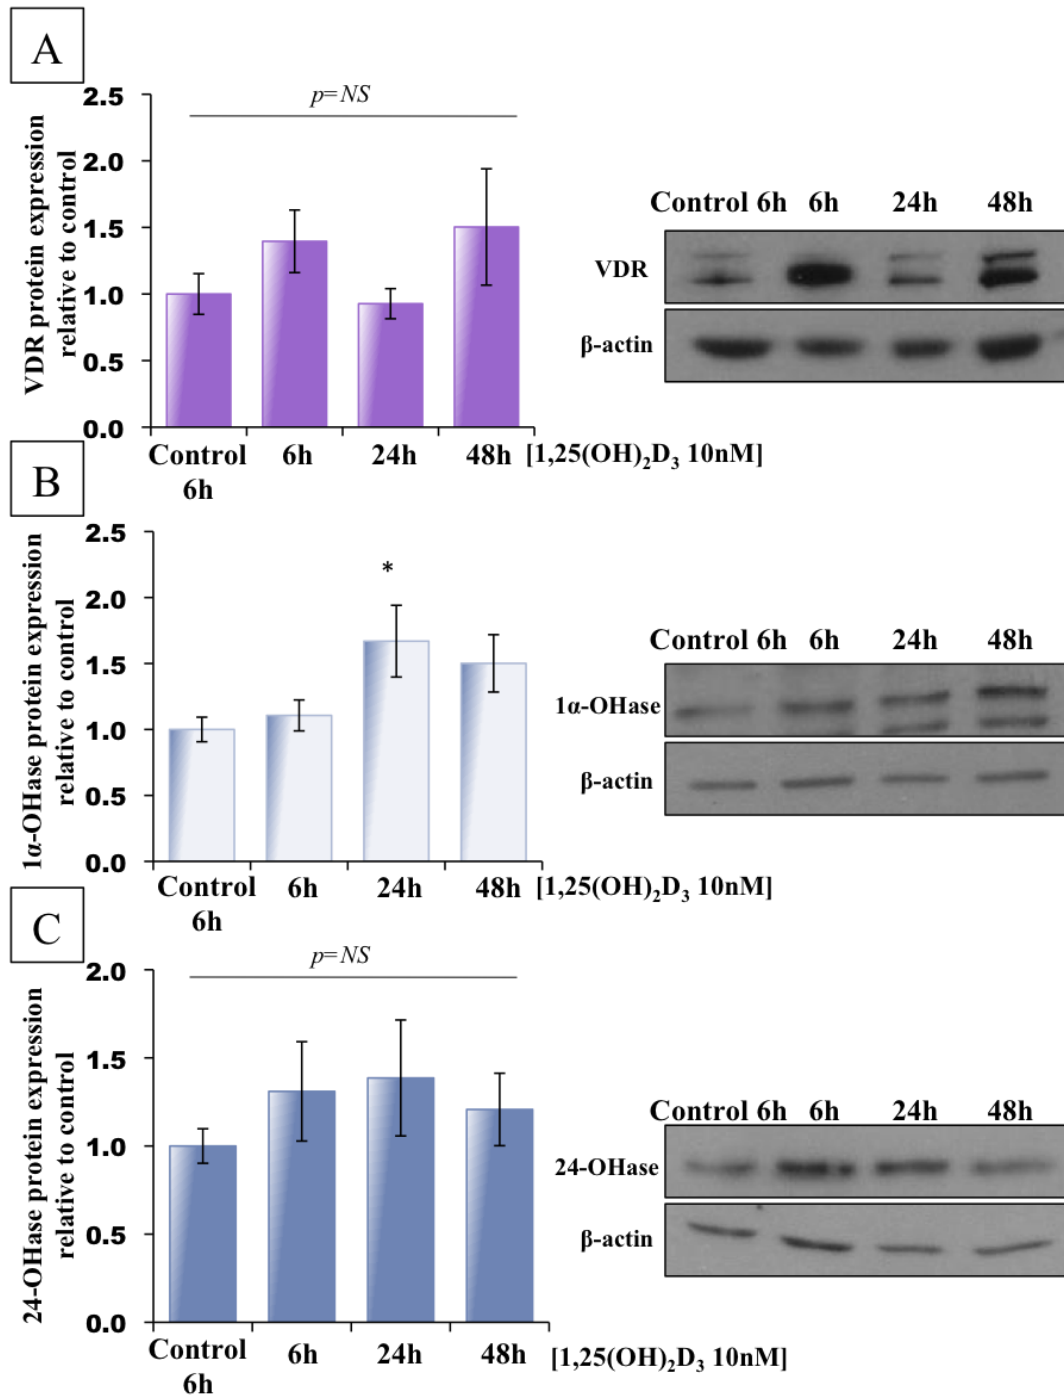 A
p=NS
VDR protein expression
relative to control
2.5
2.0
1.5
1.0
0.5
0.0
Control 6h 6h 24h 48h [1,25(OH)₂D₃ 10nM]
Control 6h 6h 24h 48h
VDR
β-actin
B
1α-OHase protein expression
relative to control
2.5
2.0
1.5
1.0
0.5
0.0
*
Control 6h 6h 24h 48h [1,25(OH)₂D₃ 10nM]
Control 6h 6h 24h 48h
1α-OHase
β-actin
C
p=NS
24-OHase protein expression
relative to control
2.0
1.5
1.0
0.5
0.0
Control 6h 6h 24h 48h [1,25(OH)₂D₃ 10nM]
Control 6h 6h 24h 48h
24-OHase
β-actin